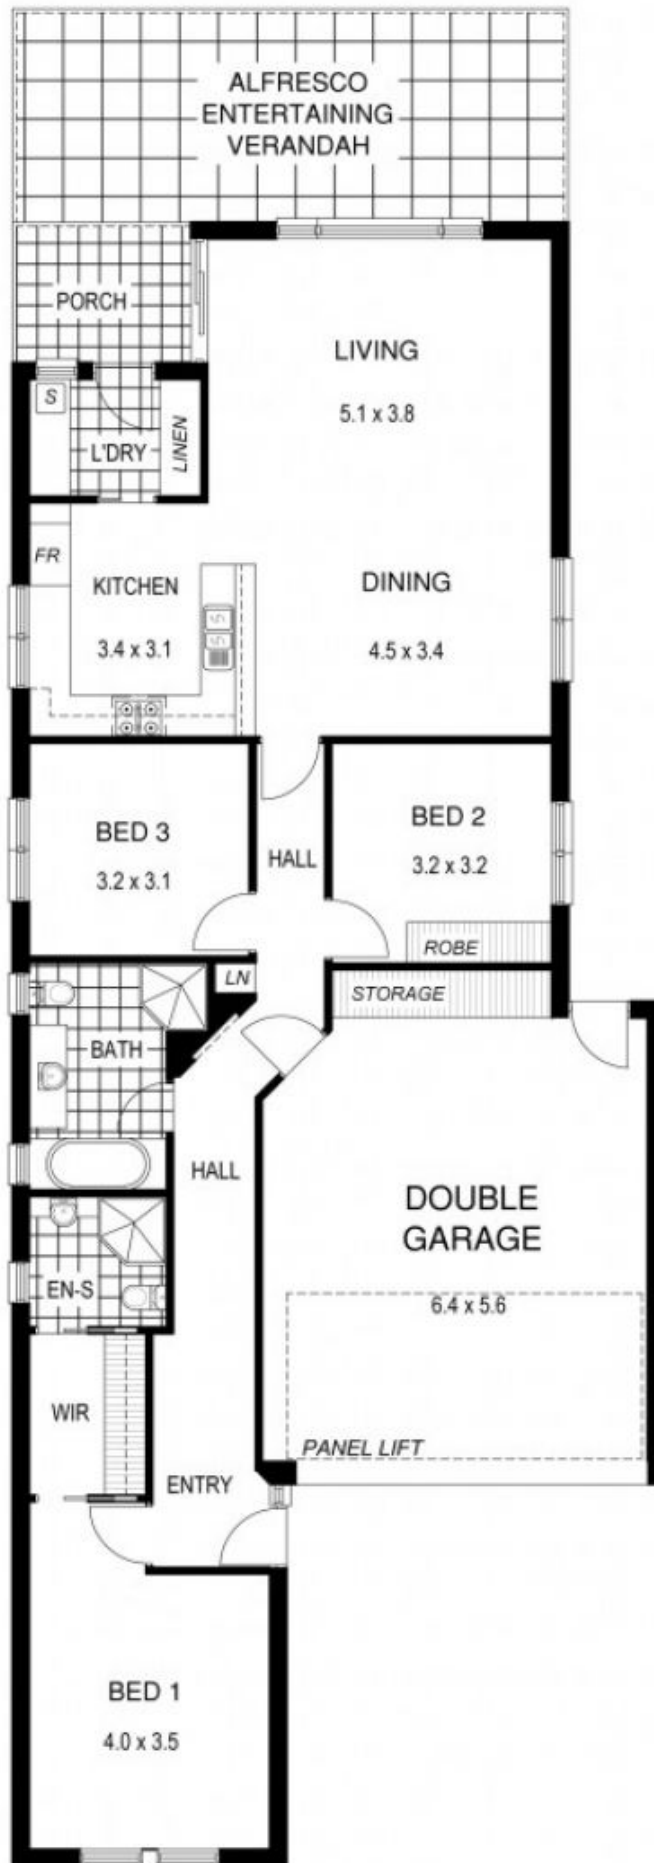 ALFRESCO
ENTERTAINING
VERANDAH
PORCH
LIVING
5.1 x 3.8
S
L'DRY
LINEN
FR
KITCHEN
3.4 x 3.1
DINING
4.5 x 3.4
BED 3
3.2 x 3.1
HALL
BED 2
3.2 x 3.2
ROBE
LN
STORAGE
BATH
HALL
DOUBLE
GARAGE
6.4 x 5.6
EN-S
WIR
PANEL LIFT
ENTRY
BED 1
4.0 x 3.5